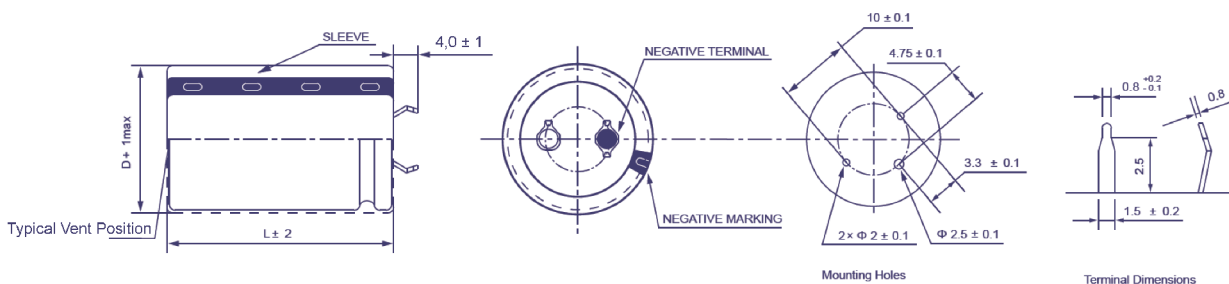 SLEEVE
4,0 ± 1
D+ 1max
Typical Vent Position
L± 2
NEGATIVE TERMINAL
NEGATIVE MARKING
10 ± 0.1
4.75 ± 0.1
3.3 ± 0.1
2× Φ 2 ± 0.1
Φ 2.5 ± 0.1
Mounting Holes
0.8 +0.2 -0.1
0.8
2.5
1.5 ± 0.2
Terminal Dimensions